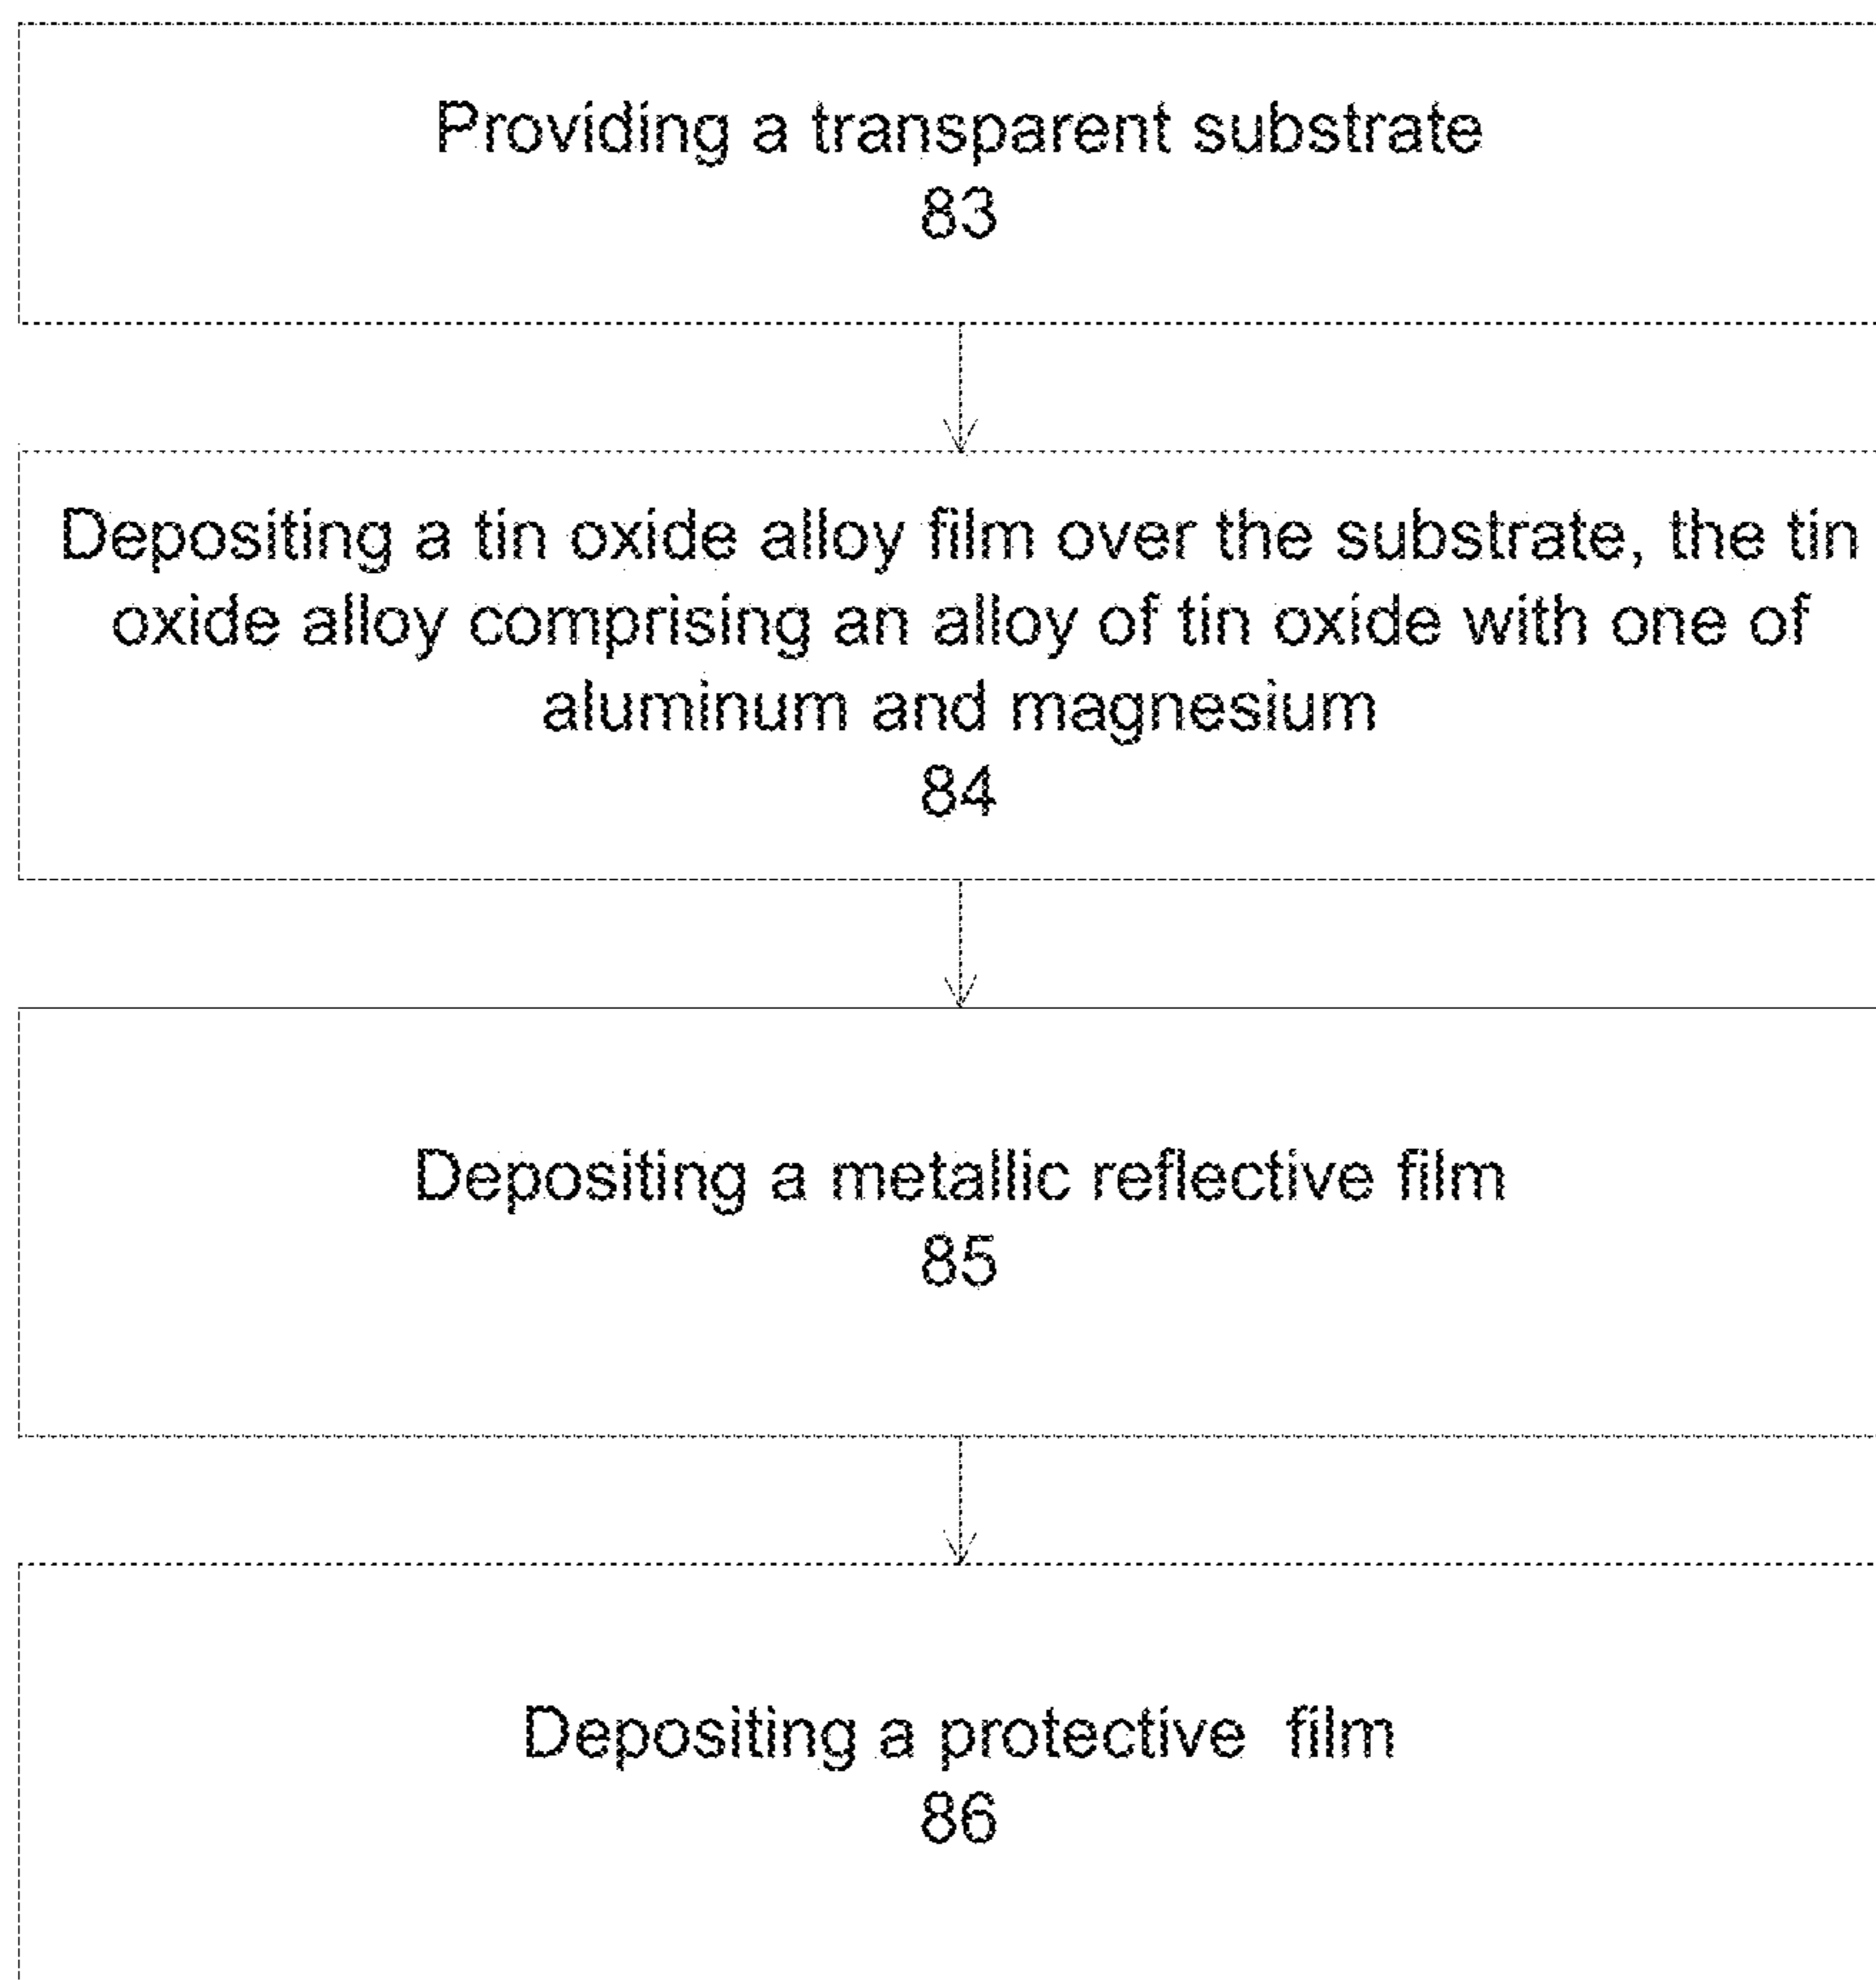 Providing a transparent substrate
83
Depositing a tin oxide alloy film over the substrate, the tin
oxide alloy comprising an alloy of tin oxide with one of
aluminum and magnesium
84
Depositing a metallic reflective film
85
Depositing a protective film
86